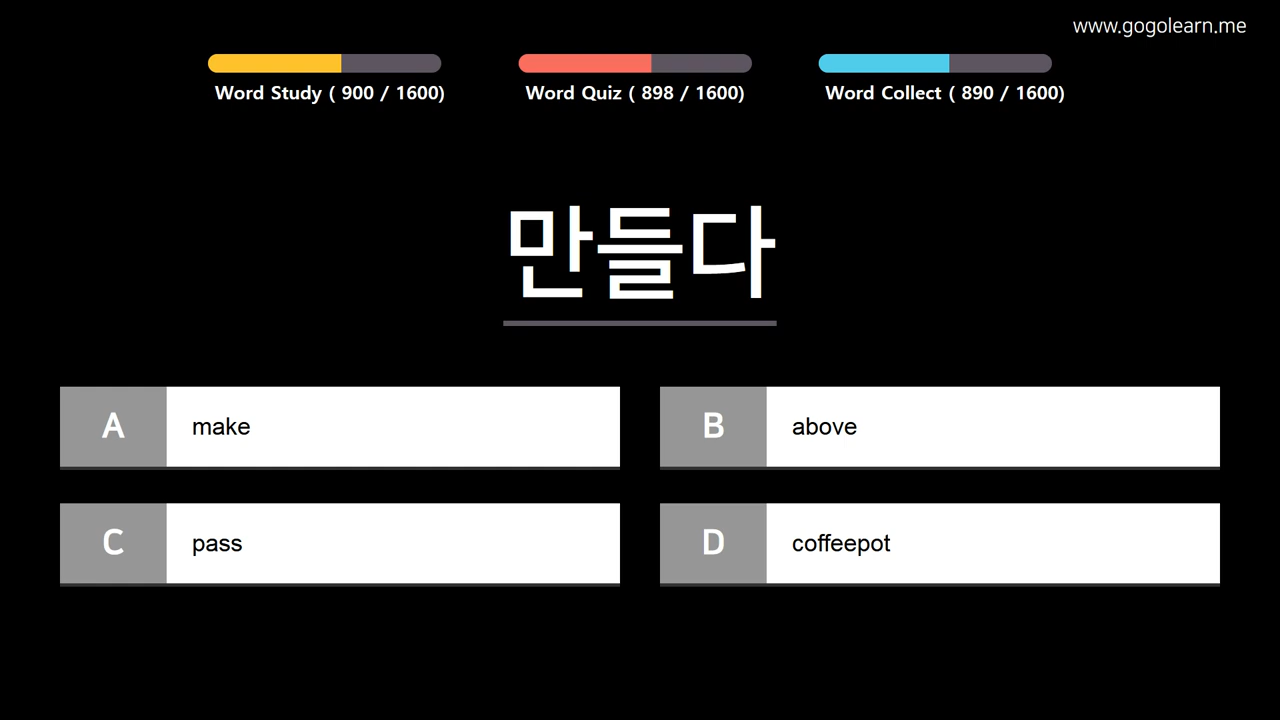 www.gogolearn.me
Word Study ( 900 / 1600)
Word Quiz ( 898 / 1600)
Word Collect ( 890 / 1600)
만들다
A make
B above
C pass
D coffeepot